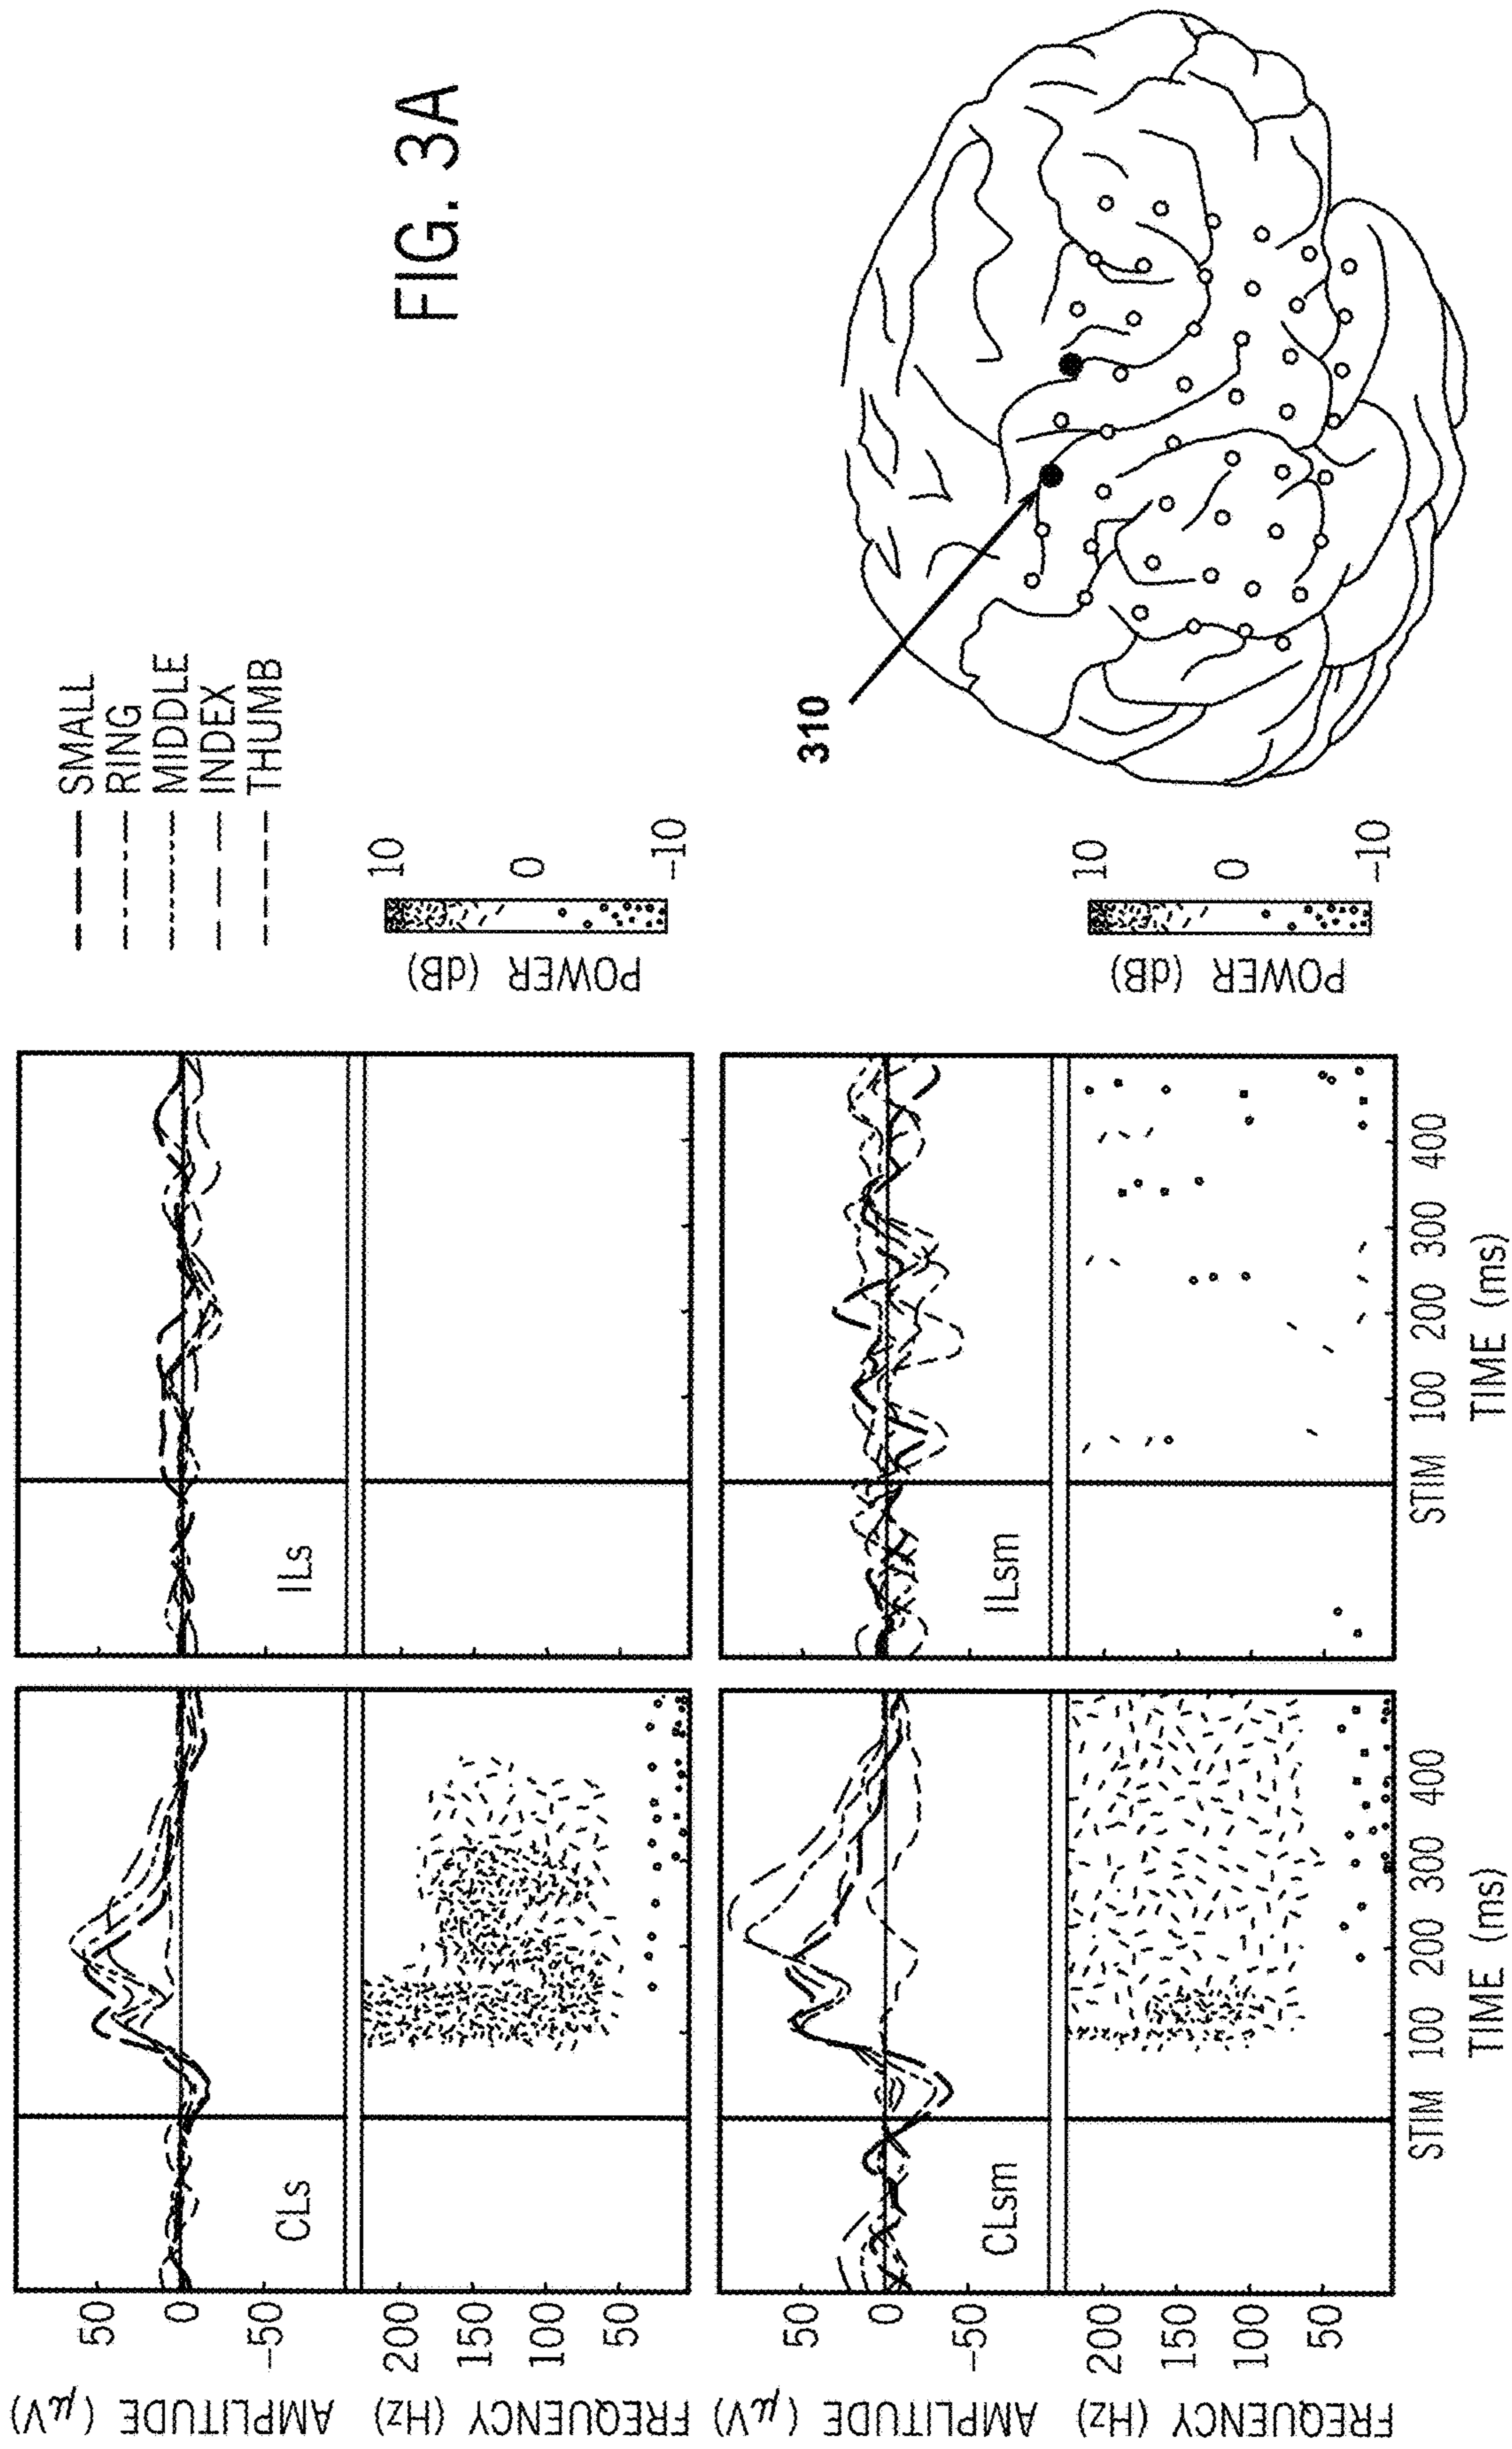 FIG. 3A
SMALL
RING
MIDDLE
INDEX
THUMB
AMPLITUDE (μV)
50
0
-50
CLs
ILs
FREQUENCY (Hz)
200
150
100
50
POWER (dB)
10
0
-10
AMPLITUDE (μV)
50
0
-50
CLsm
ILsm
FREQUENCY (Hz)
200
150
100
50
POWER (dB)
10
0
-10
STIM 100 200 300 400
TIME (ms)
STIM 100 200 300 400
TIME (ms)
310